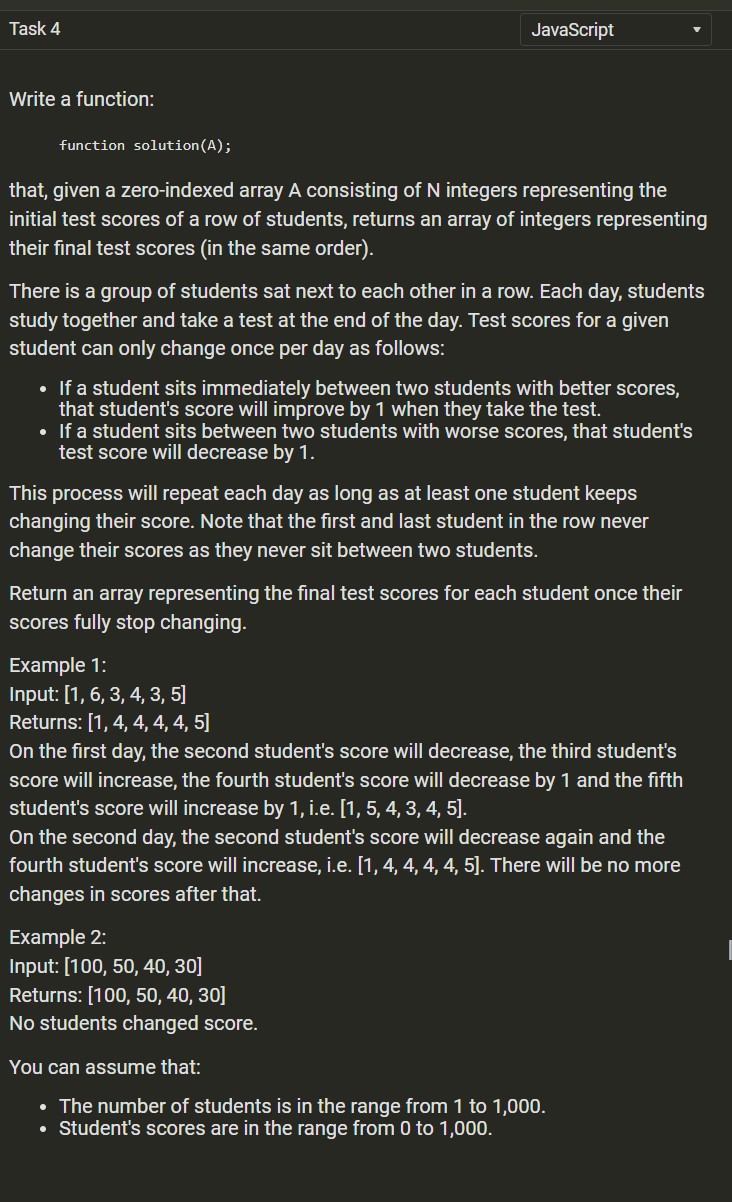 Task 4
JavaScript
Write a function:
function solution(A);
that, given a zero-indexed array A consisting of N integers representing the
initial test scores of a row of students, returns an array of integers representing
their final test scores (in the same order).
There is a group of students sat next to each other in a row. Each day, students
study together and take a test at the end of the day. Test scores for a given
student can only change once per day as follows:
• If a student sits immediately between two students with better scores,
that student's score will improve by 1 when they take the test.
• If a student sits between two students with worse scores, that student's
test score will decrease by 1.
This process will repeat each day as long as at least one student keeps
changing their score. Note that the first and last student in the row never
change their scores as they never sit between two students.
Return an array representing the final test scores for each student once their
scores fully stop changing.
Example 1:
Input: [1, 6, 3, 4, 3, 5]
Returns: [1, 4, 4, 4, 4, 5]
On the first day, the second student's score will decrease, the third student's
score will increase, the fourth student's score will decrease by 1 and the fifth
student's score will increase by 1, i.e. [1, 5, 4, 3, 4, 5].
On the second day, the second student's score will decrease again and the
fourth student's score will increase, i.e. [1, 4, 4, 4, 4, 5]. There will be no more
changes in scores after that.
Example 2:
Input: [100, 50, 40, 30]
Returns: [100, 50, 40, 30]
No students changed score.
You can assume that:
• The number of students is in the range from 1 to 1,000.
• Student's scores are in the range from 0 to 1,000.